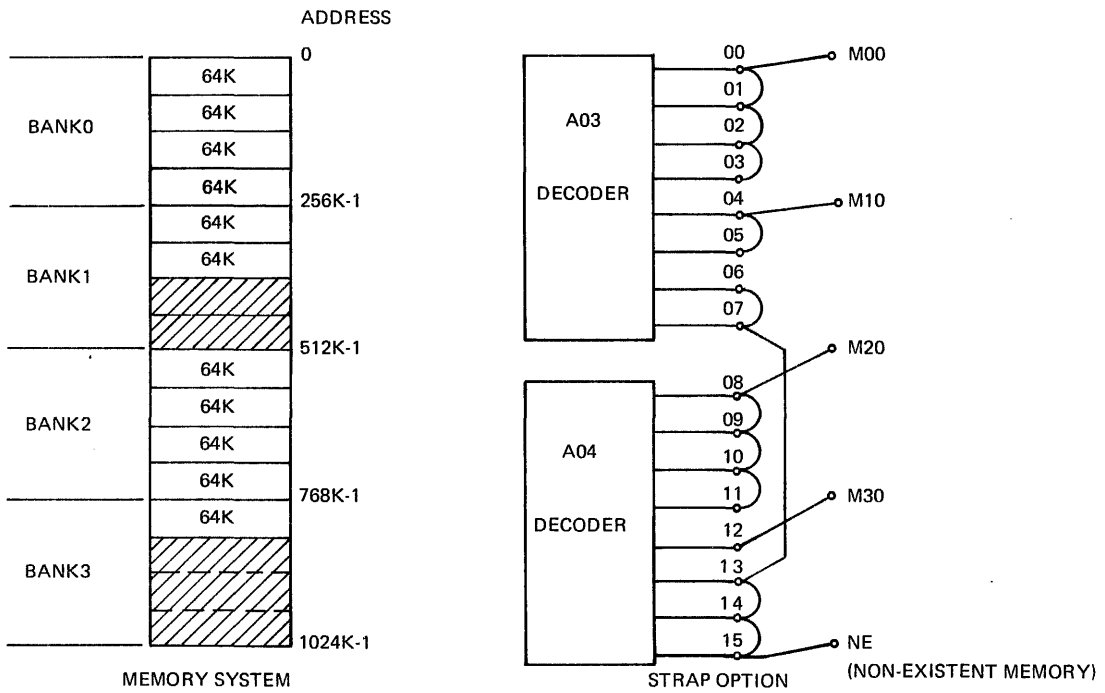 ADDRESS
0
BANK0
64K
64K
64K
64K
256K-1
BANK1
64K
64K
512K-1
BANK2
64K
64K
64K
64K
768K-1
BANK3
64K
1024K-1
MEMORY SYSTEM
A03
DECODER
00
01
02
03
04
05
06
07
M00
M10
A04
DECODER
08
09
10
11
12
13
14
15
M20
M30
NE
(NON-EXISTENT MEMORY)
STRAP OPTION